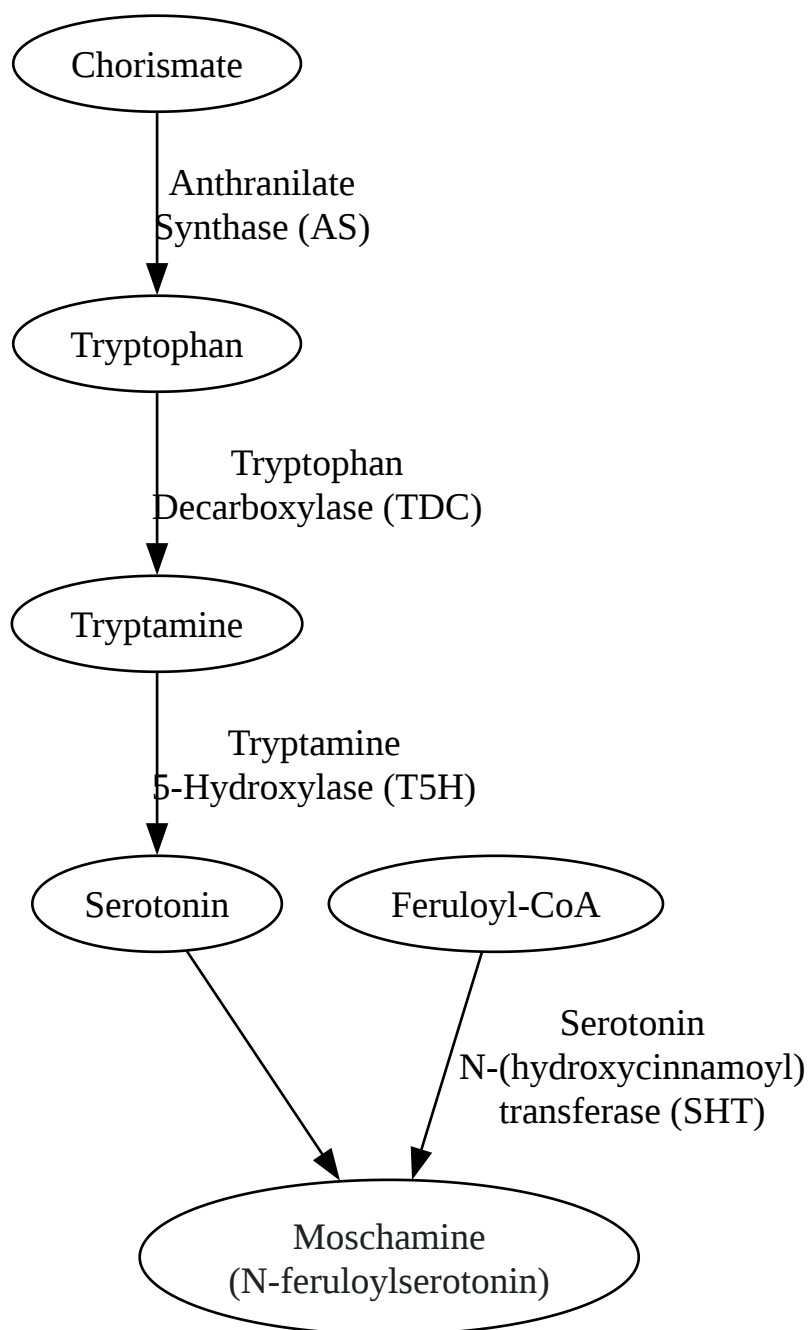 Chorismate
Anthranilate
Synthase (AS)
Tryptophan
Tryptophan
Decarboxylase (TDC)
Tryptamine
Tryptamine
5-Hydroxylase (T5H)
Serotonin
Feruloyl-CoA
Serotonin
N-(hydroxycinnamoyl)
transferase (SHT)
Moschamine
(N-feruloylserotonin)